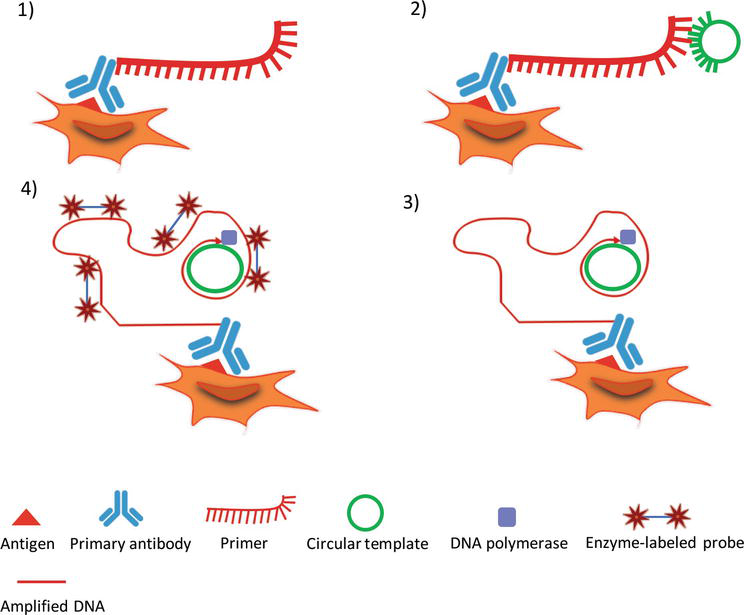 1)
2)
4)
3)
Antigen
Primary antibody
Primer
Circular template
DNA polymerase
Enzyme-labeled probe
Amplified DNA